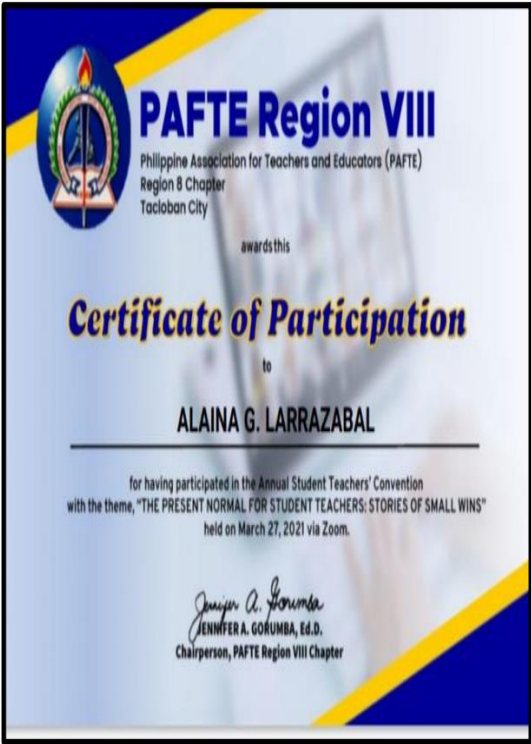 PAFTE Region VIII
Philippine Association for Teachers and Educators (PAFTE)
Region 8 Chapter
Tacloban City
awards this
Certificate of Participation
to
ALAINA G. LARRAZABAL
for having participated in the Annual Student Teachers' Convention
with the theme, "THE PRESENT NORMAL FOR STUDENT TEACHERS: STORIES OF SMALL WINS"
held on March 27, 2021 via Zoom.
Jennifer A. Gorumba
JENNIFER A. GORUMBA, Ed.D.
Chairperson, PAFTE Region VIII Chapter